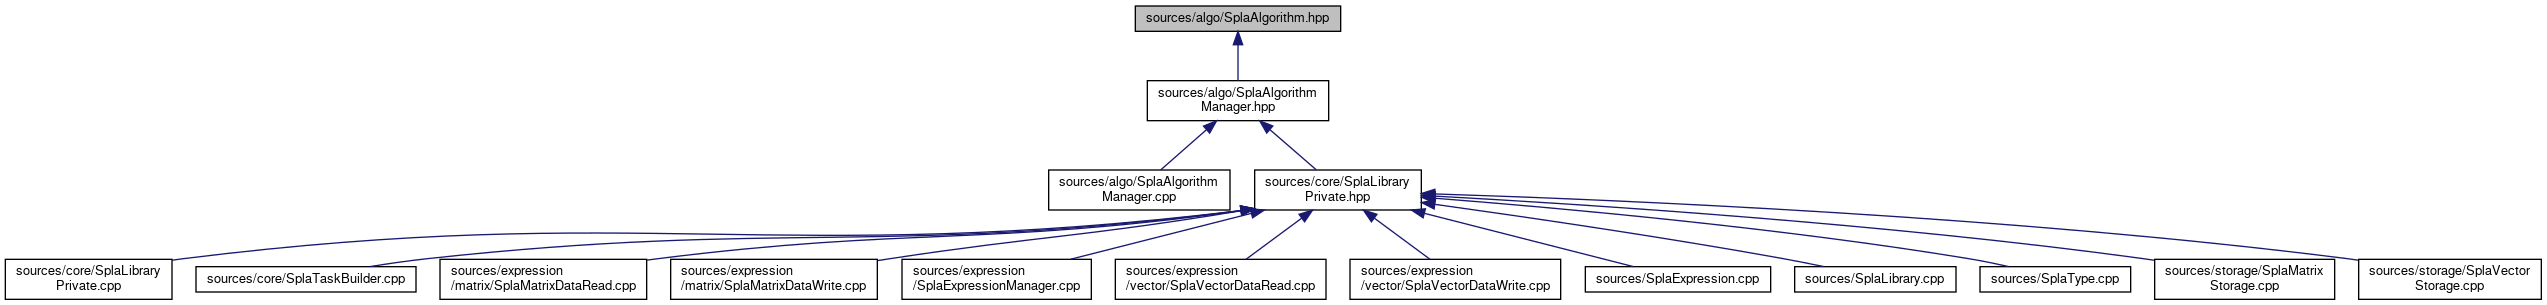 sources/algo/SplaAlgorithm.hpp
sources/algo/SplaAlgorithm
Manager.hpp
sources/algo/SplaAlgorithm
Manager.cpp
sources/core/SplaLibrary
Private.hpp
sources/core/SplaLibrary
Private.cpp
sources/core/SplaTaskBuilder.cpp
sources/expression
/matrix/SplaMatrixDataRead.cpp
sources/expression
/matrix/SplaMatrixDataWrite.cpp
sources/expression
/SplaExpressionManager.cpp
sources/expression
/vector/SplaVectorDataRead.cpp
sources/expression
/vector/SplaVectorDataWrite.cpp
sources/SplaExpression.cpp
sources/SplaLibrary.cpp
sources/SplaType.cpp
sources/storage/SplaMatrix
Storage.cpp
sources/storage/SplaVector
Storage.cpp